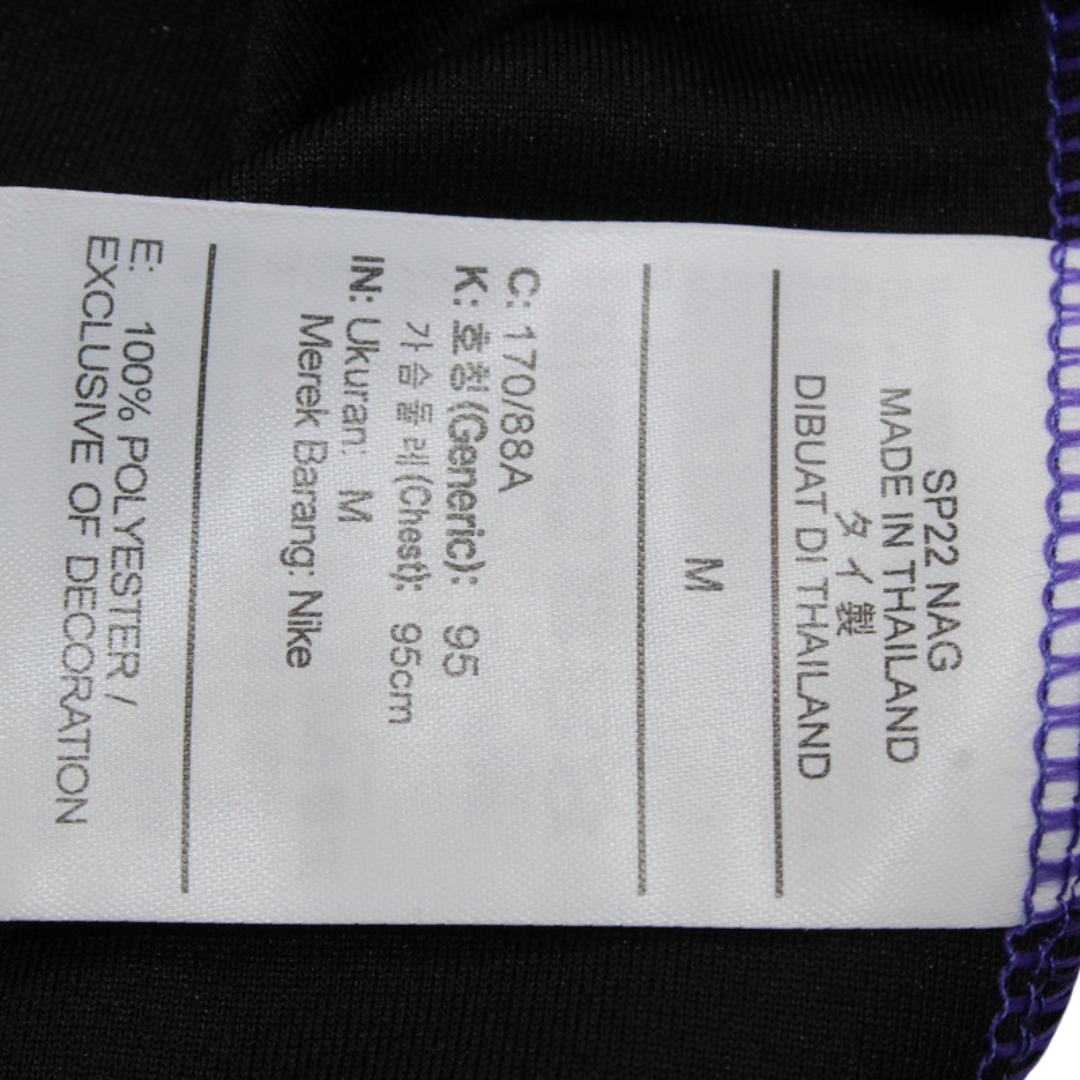 SP22 NAG
MADE IN THAILAND
タイ製
DIBUAT DI THAILAND
M
C: 170/88A
K: 호칭(Generic): 95
가슴둘레(Chest): 95cm
IN: Ukuran: M
Merek Barang: Nike
E: 100% POLYESTER /
EXCLUSIVE OF DECORATION